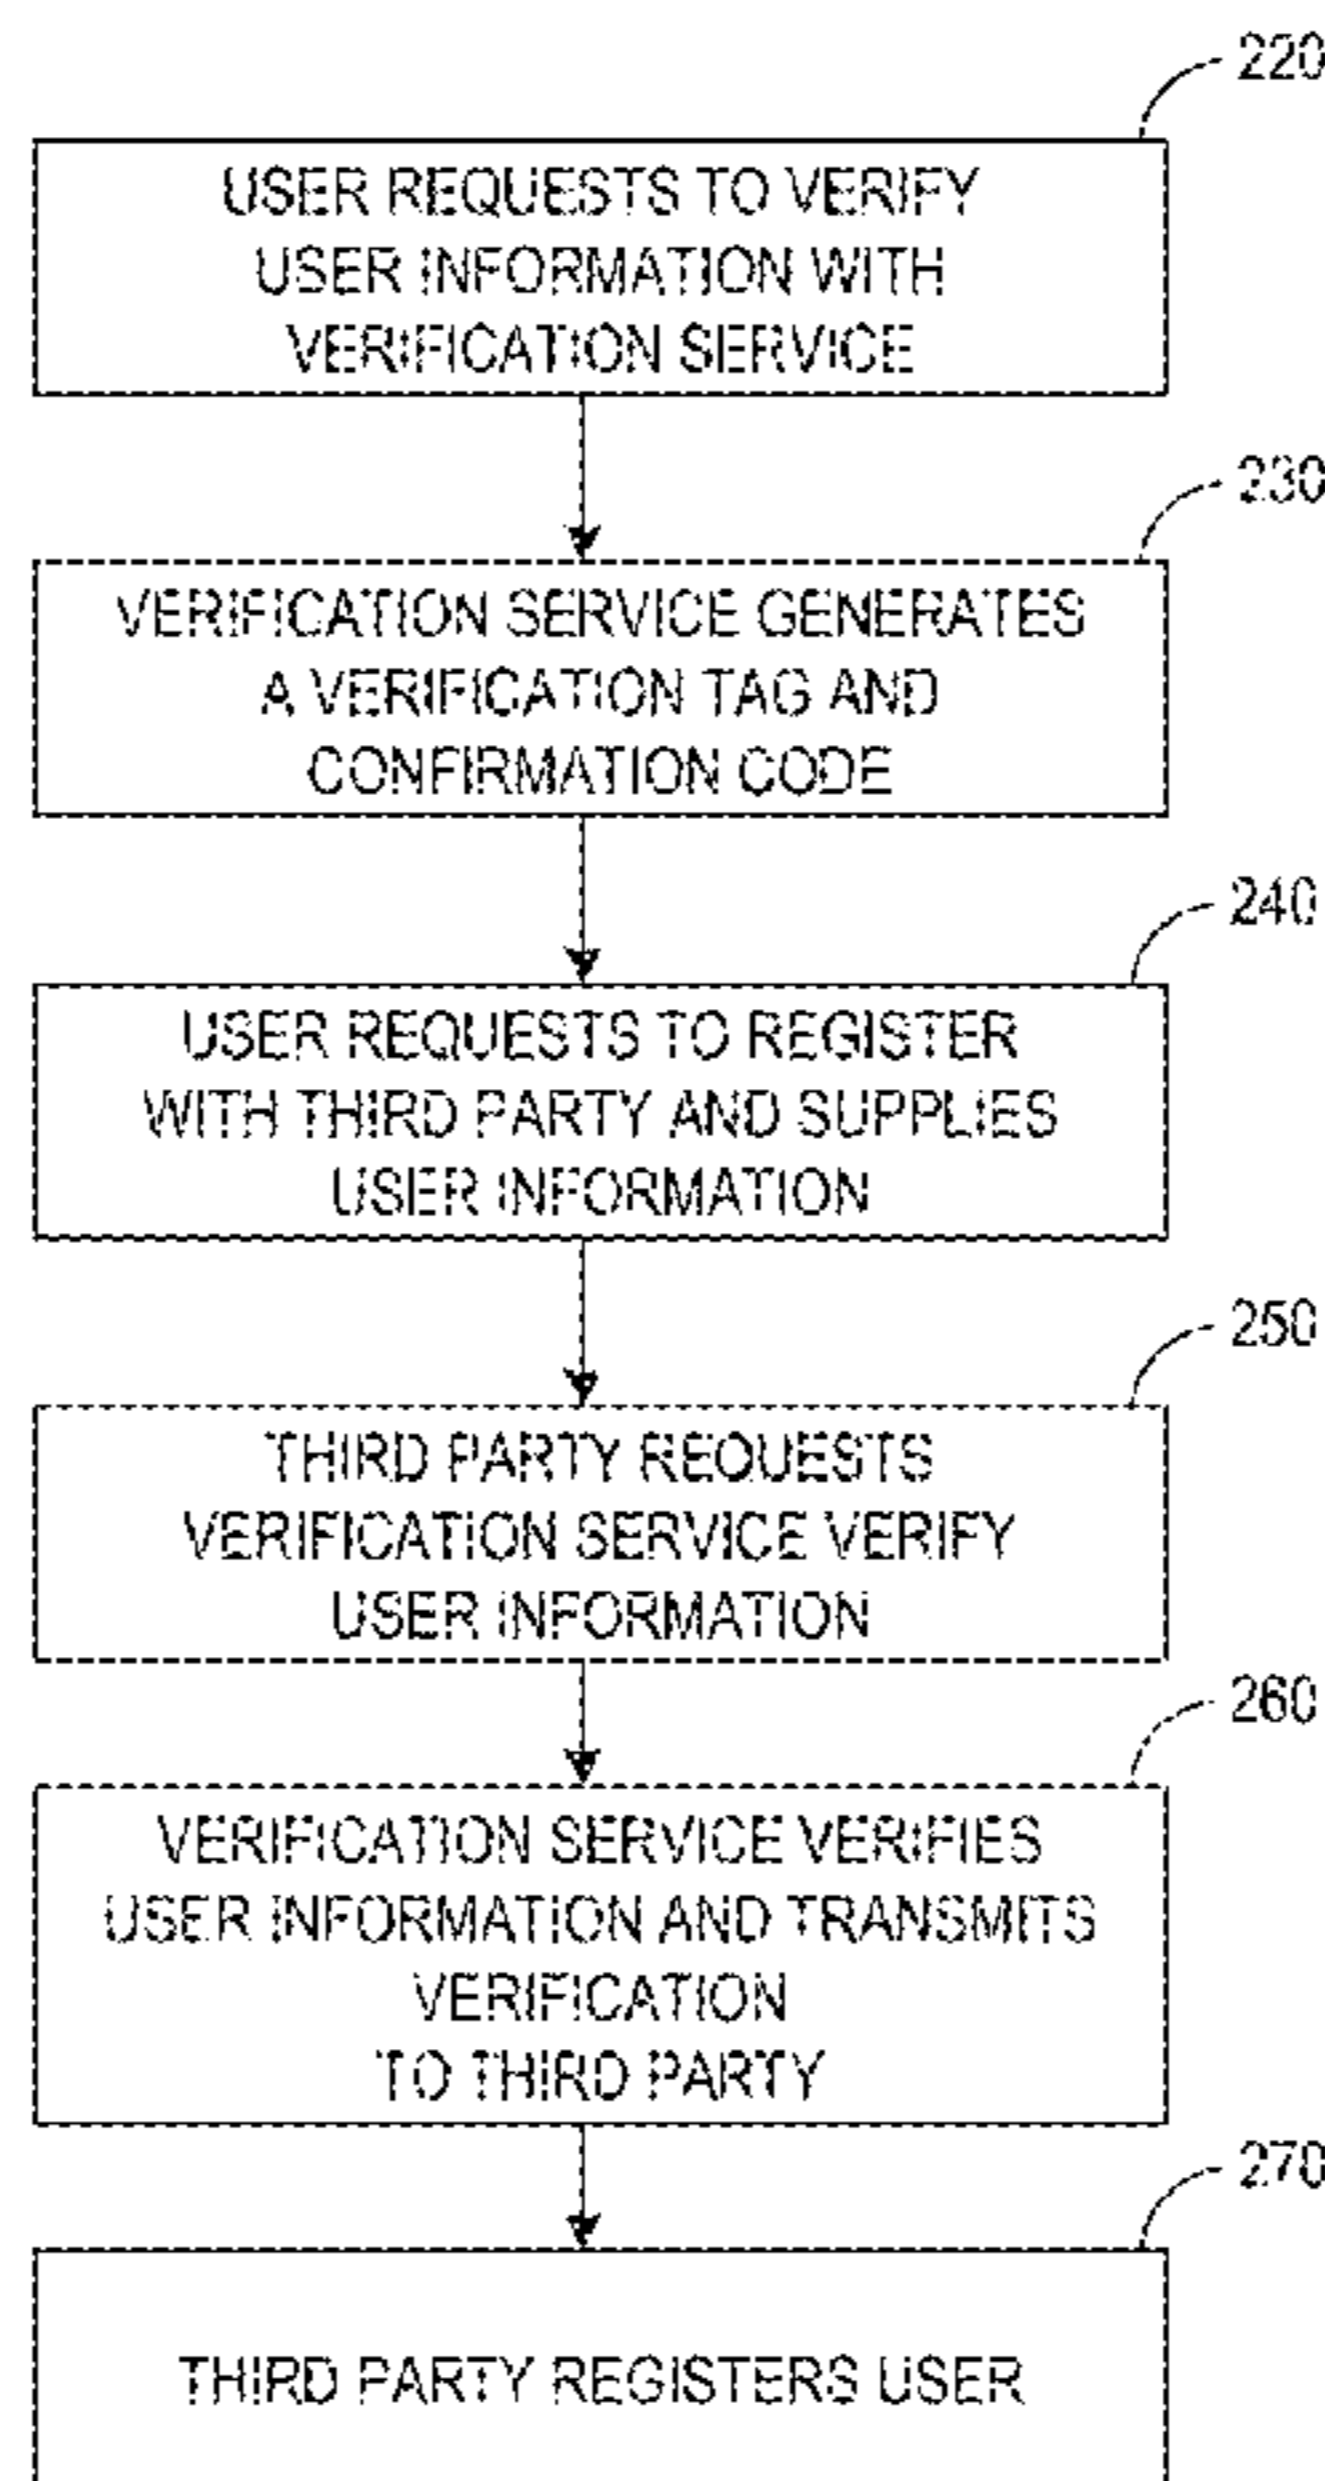 220
USER REQUESTS TO VERIFY
USER INFORMATION WITH
VERIFICATION SERVICE
230
VERIFICATION SERVICE GENERATES
A VERIFICATION TAG AND
CONFIRMATION CODE
240
USER REQUESTS TO REGISTER
WITH THIRD PARTY AND SUPPLIES
USER INFORMATION
250
THIRD PARTY REQUESTS
VERIFICATION SERVICE VERIFY
USER INFORMATION
260
VERIFICATION SERVICE VERIFIES
USER INFORMATION AND TRANSMITS
VERIFICATION
TO THIRD PARTY
270
THIRD PARTY REGISTERS USER